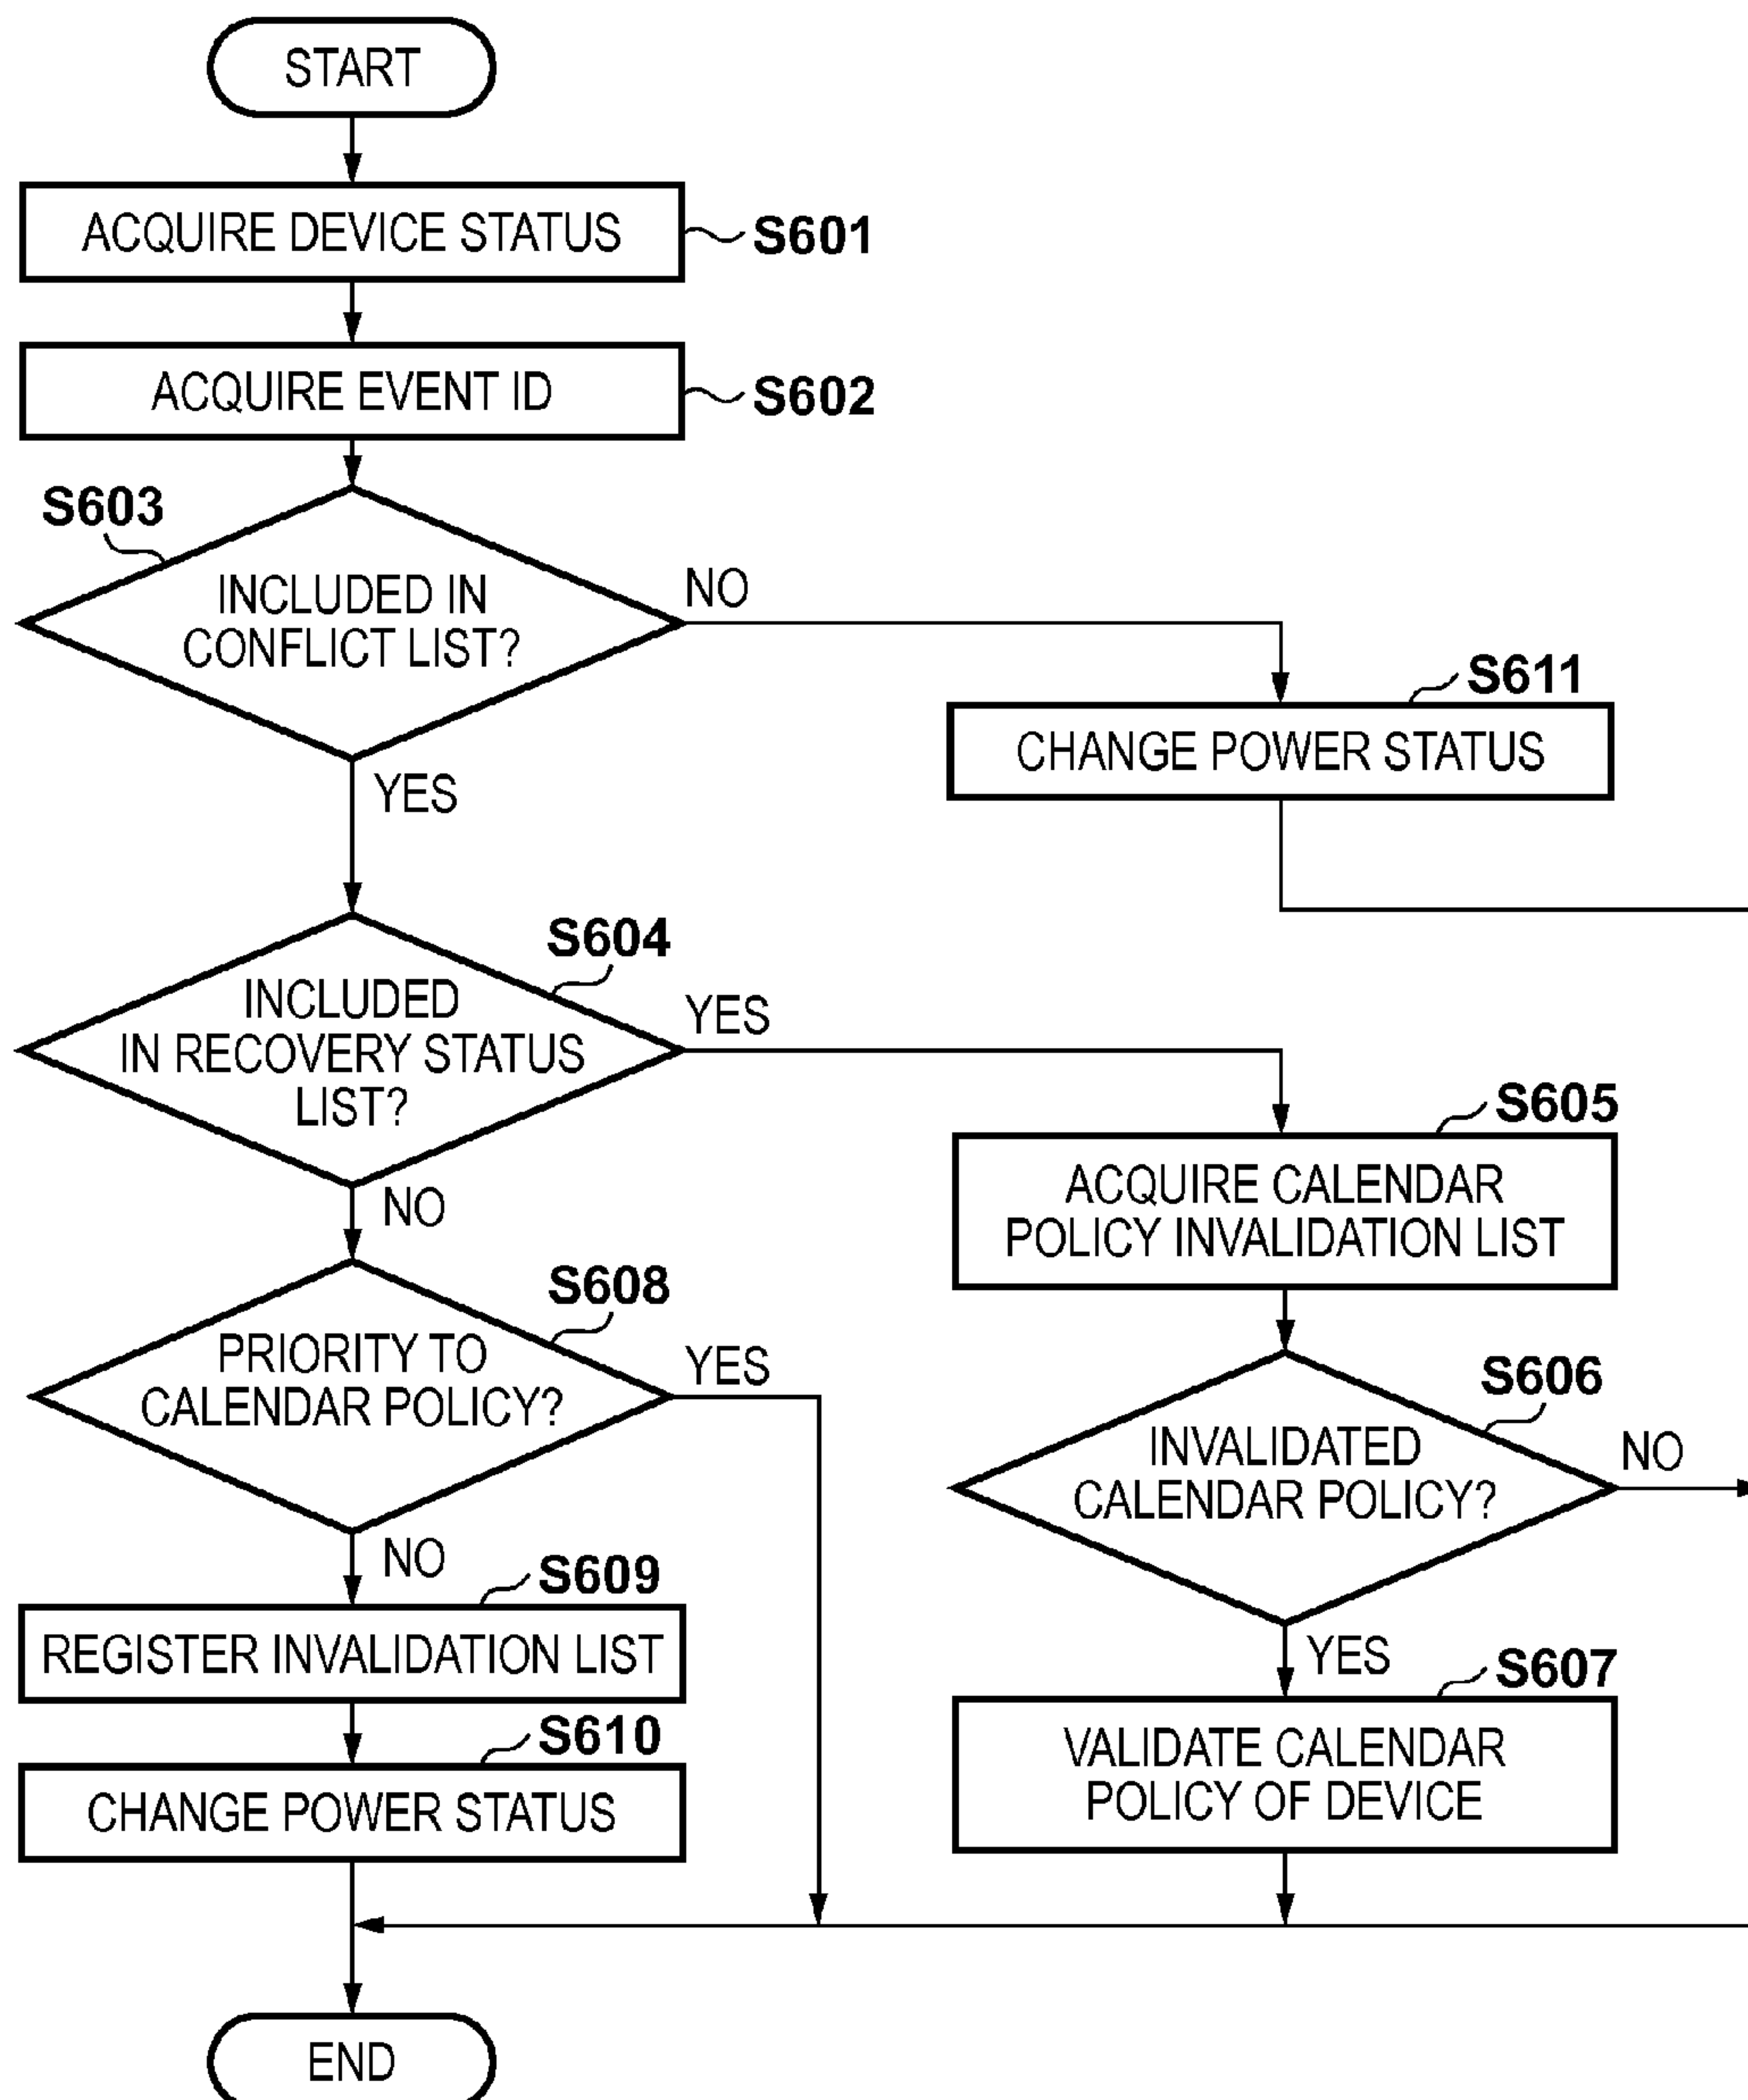 START
ACQUIRE DEVICE STATUS
S601
ACQUIRE EVENT ID
S602
S603
INCLUDED IN
CONFLICT LIST?
NO
YES
S611
CHANGE POWER STATUS
S604
INCLUDED
IN RECOVERY STATUS
LIST?
YES
NO
S605
ACQUIRE CALENDAR
POLICY INVALIDATION LIST
S608
PRIORITY TO
CALENDAR POLICY?
YES
NO
S606
INVALIDATED
CALENDAR POLICY?
NO
YES
S609
REGISTER INVALIDATION LIST
S607
VALIDATE CALENDAR
POLICY OF DEVICE
S610
CHANGE POWER STATUS
END